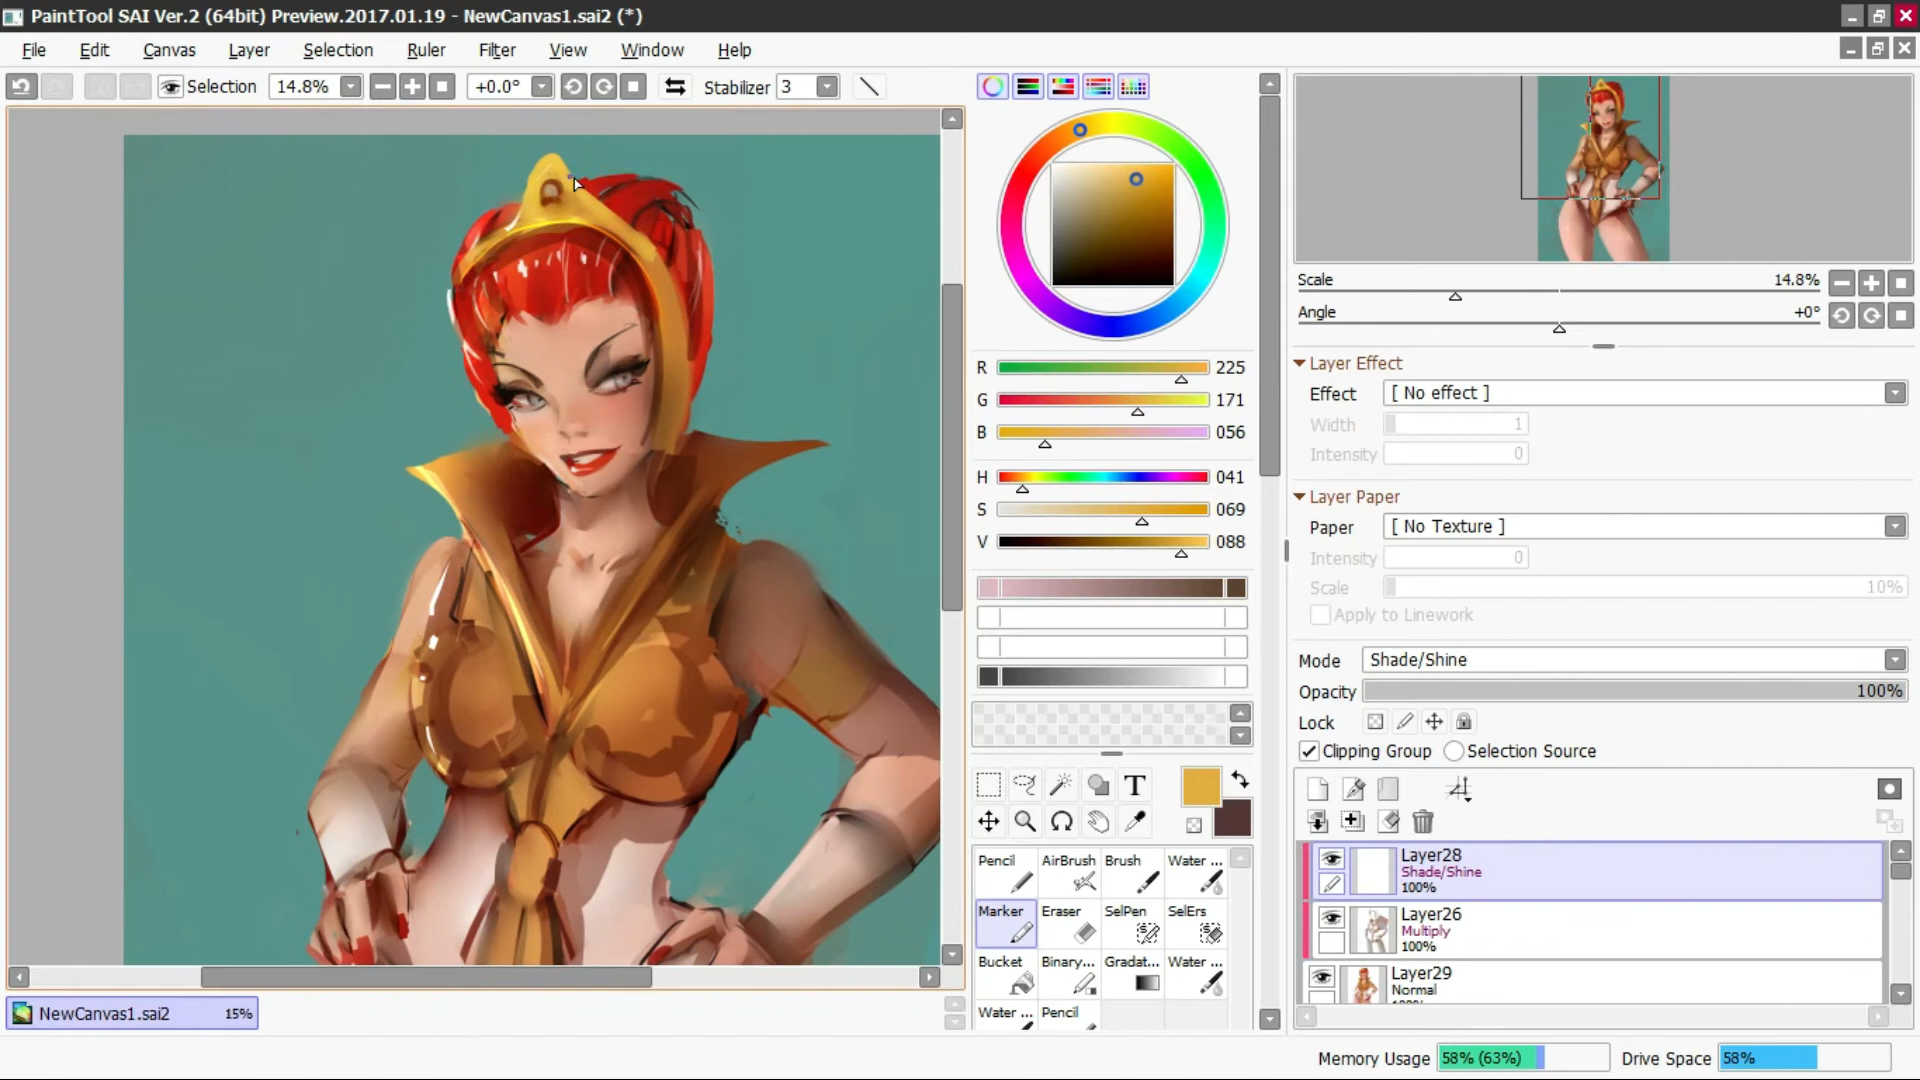 PaintTool SAI Ver.2 (64bit) Preview.2017.01.19 - NewCanvas1.sai2 (*)
File Edit Canvas Layer Selection Ruler Filter View Window Help
Selection 14.8% +0.0° Stabilizer 3
Scale 14.8%
Angle +0°
R 225
G 171
B 056
H 041
S 069
V 088
Layer Effect
Effect [ No effect ]
Width 1
Intensity 0
Layer Paper
Paper [ No Texture ]
Intensity 0
Scale 10%
Apply to Linework
Mode Shade/Shine
Opacity 100%
Lock
Clipping Group Selection Source
T
Pencil AirBrush Brush Water ...
Marker Eraser SelPen SelErs
Bucket Binary... Gradat... Water ...
Water ... Pencil
Layer28
Shade/Shine
100%
Layer26
Multiply
100%
Layer29
Normal
NewCanvas1.sai2 15%
Memory Usage 58% (63%) Drive Space 58%